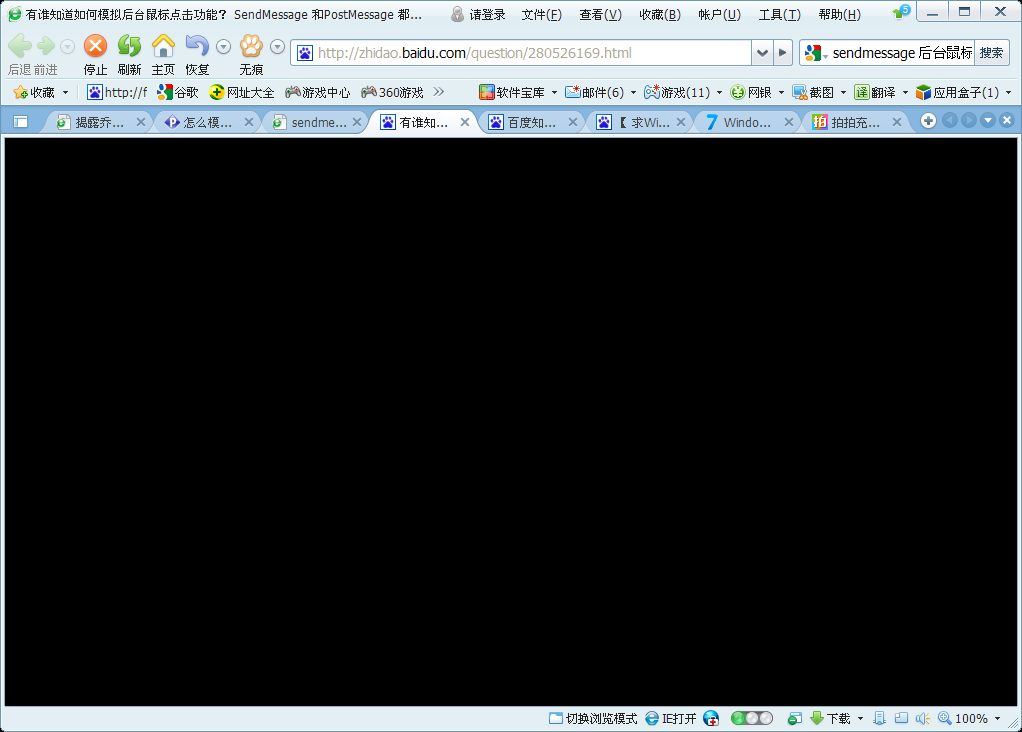 有谁知道如何模拟后台鼠标点击功能? SendMessage 和PostMessage 都... 请登录 文件(F) 查看(V) 收藏(B) 帐户(U) 工具(T) 帮助(H) 5
http://zhidao.baidu.com/question/280526169.html sendmessage 后台鼠标 搜索
后退 前进 停止 刷新 主页 恢复 无痕
收藏 http://f 谷歌 网址大全 游戏中心 360游戏 软件宝库 邮件(6) 游戏(11) 网银 截图 翻译 应用盒子(1)
揭露乔... 怎么模... sendme... 有谁知... 百度知... 【 求Wi... Windo... 拍拍充...
切换浏览模式 IE打开 下载 100%